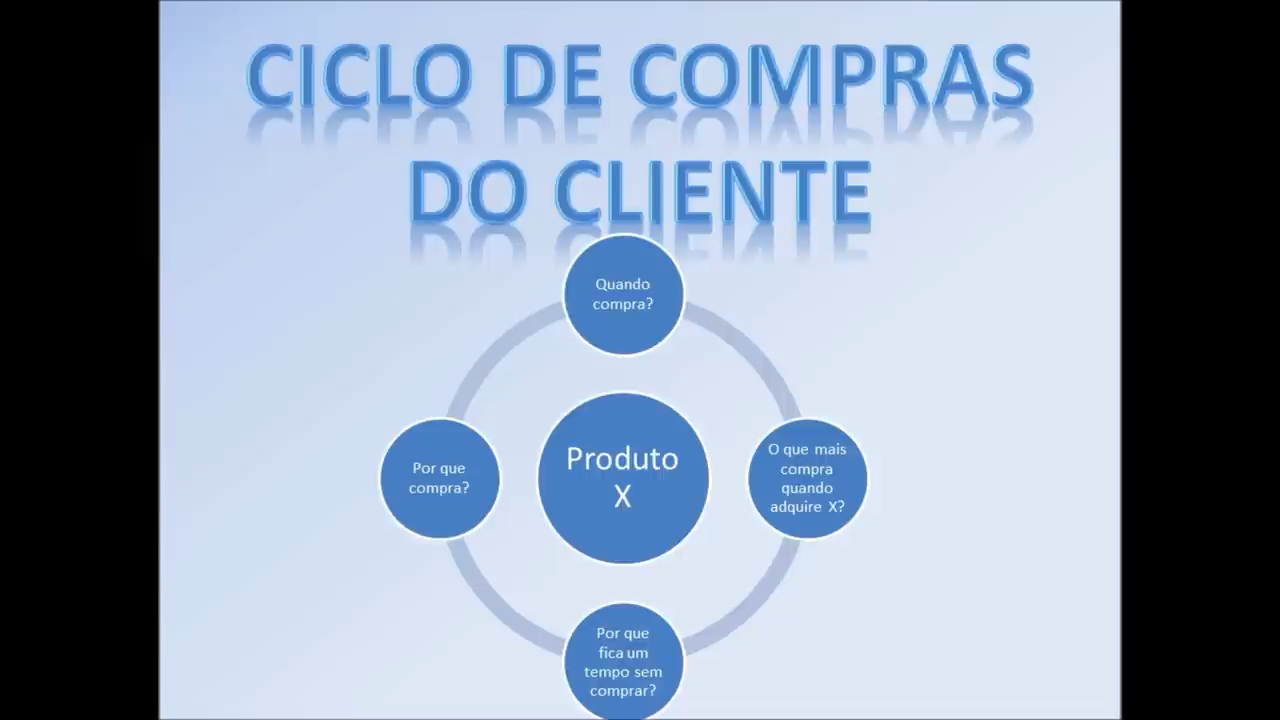 CICLO DE COMPRAS
DO CLIENTE
Quando
compra?
Por que
compra?
Produto
X
O que mais
compra
quando
adquire X?
Por que
fica um
tempo sem
comprar?